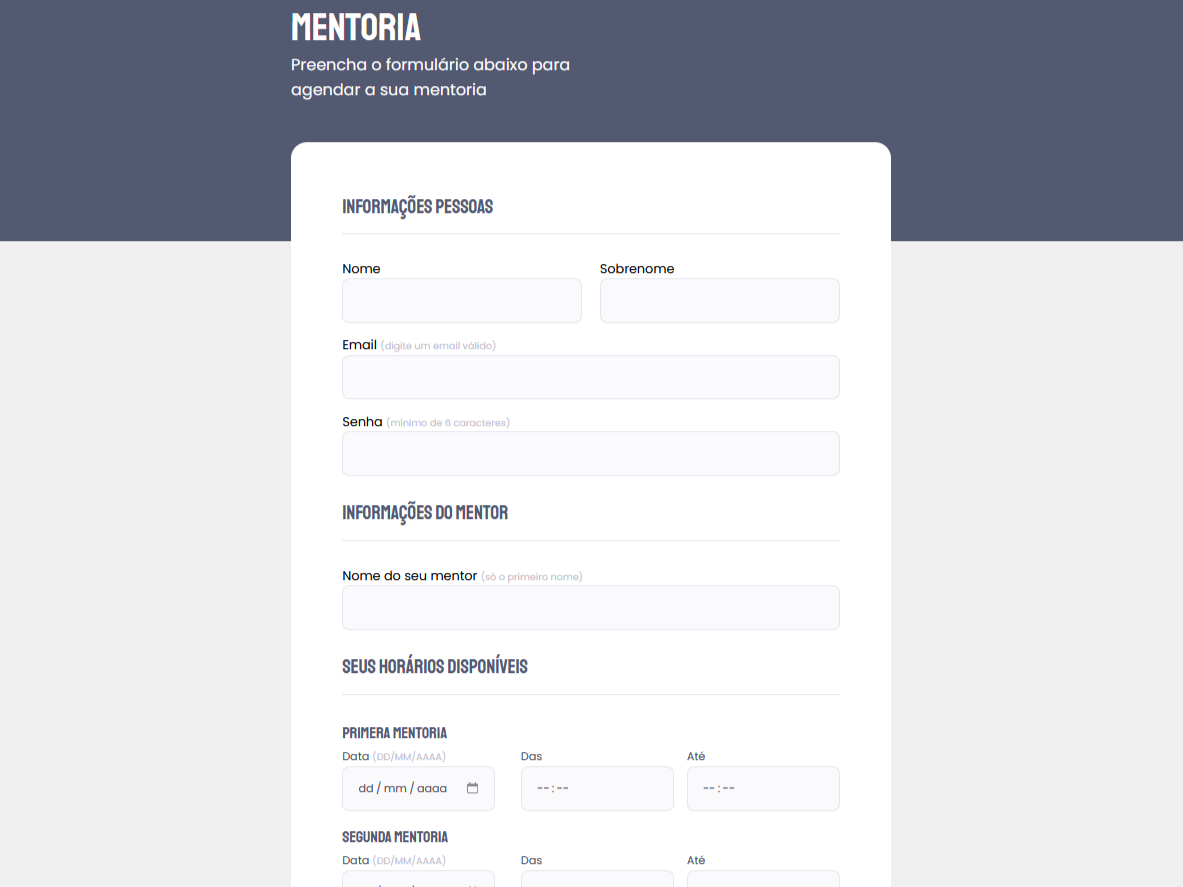 MENTORIA
Preencha o formulário abaixo para
agendar a sua mentoria
INFORMAÇÕES PESSOAS
Nome Sobrenome
Email (digite um email válido)
Senha (mínimo de 6 caracteres)
INFORMAÇÕES DO MENTOR
Nome do seu mentor (só o primeiro nome)
SEUS HORÁRIOS DISPONÍVEIS
PRIMERA MENTORIA
Data (DD/MM/AAAA) Das Até
dd / mm / aaaa --:-- --:--
SEGUNDA MENTORIA
Data (DD/MM/AAAA) Das Até